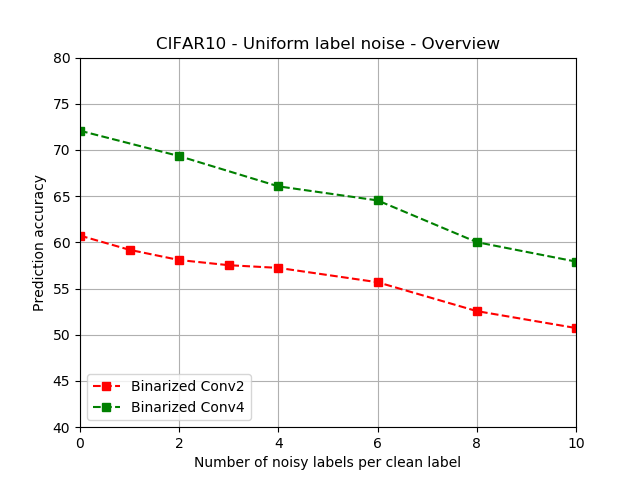 CIFAR10 - Uniform label noise - Overview
80
75
70
65
60
55
50
45
40
Prediction accuracy
Binarized Conv2
Binarized Conv4
0 2 4 6 8 10
Number of noisy labels per clean label